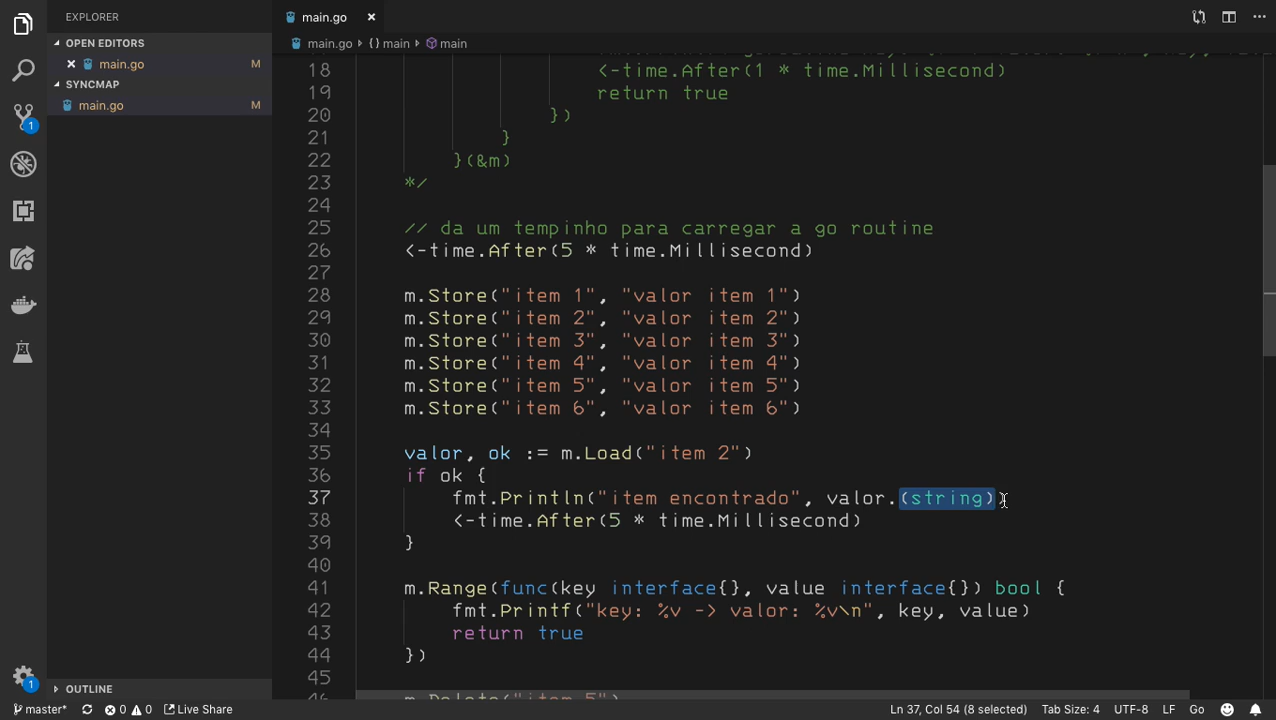 EXPLORER
OPEN EDITORS
main.go M
SYNCMAP
main.go M
OUTLINE
main.go
main.go > {} main > main
18 <-time.After(1 * time.Millisecond)
19 return true
20 })
21 }
22 }(&m)
23 */
24
25 // da um tempinho para carregar a go routine
26 <-time.After(5 * time.Millisecond)
27
28 m.Store("item 1", "valor item 1")
29 m.Store("item 2", "valor item 2")
30 m.Store("item 3", "valor item 3")
31 m.Store("item 4", "valor item 4")
32 m.Store("item 5", "valor item 5")
33 m.Store("item 6", "valor item 6")
34
35 valor, ok := m.Load("item 2")
36 if ok {
37 fmt.Println("item encontrado", valor.(string))
38 <-time.After(5 * time.Millisecond)
39 }
40
41 m.Range(func(key interface{}, value interface{}) bool {
42 fmt.Printf("key: %v -> valor: %v\n", key, value)
43 return true
44 })
45
46 m.Delete("item 5")
1
1
master* 0 0 Live Share Ln 37, Col 54 (8 selected) Tab Size: 4 UTF-8 LF Go